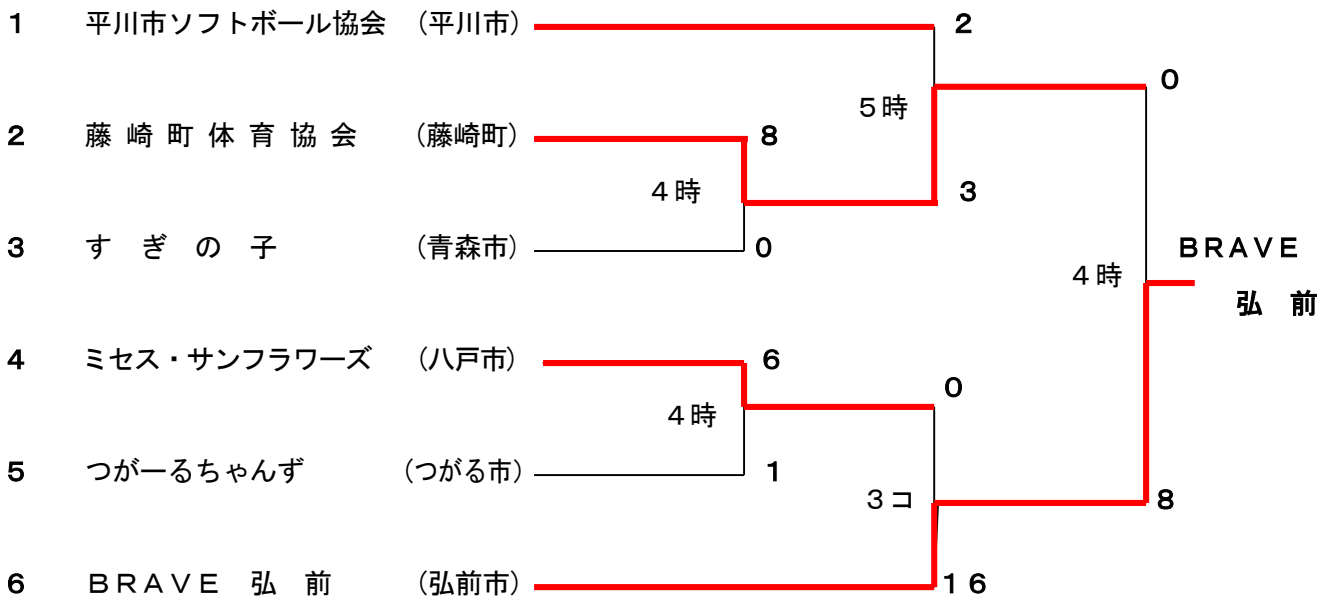 1 平川市ソフトボール協会 (平川市) 2
0
5時
2 藤崎町体育協会 (藤崎町) 8
4時 3
3 すぎの子 (青森市) 0
BRAVE
4時
弘前
4 ミセス・サンフラワーズ (八戸市) 6
0
4時
5 つがーるちゃんず (つがる市) 1
3コ 8
6 BRAVE 弘前 (弘前市) 16